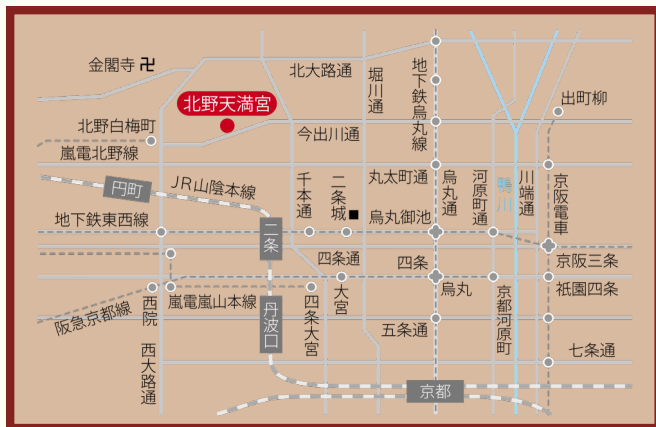 金閣寺 卍
北大路通
堀川通
地下鉄烏丸線
出町柳
北野天満宮
北野白梅町
今出川通
嵐電北野線
円町
JR山陰本線
千本通
二条城
丸太町通
烏丸通
河原町通
鴨川
川端通
京阪電車
地下鉄東西線
二条
烏丸御池
四条通
四条
京阪三条
西院
嵐電嵐山本線
丹波口
四条大宮
大宮
烏丸
京都河原町
祇園四条
阪急京都線
五条通
西大路通
七条通
京都